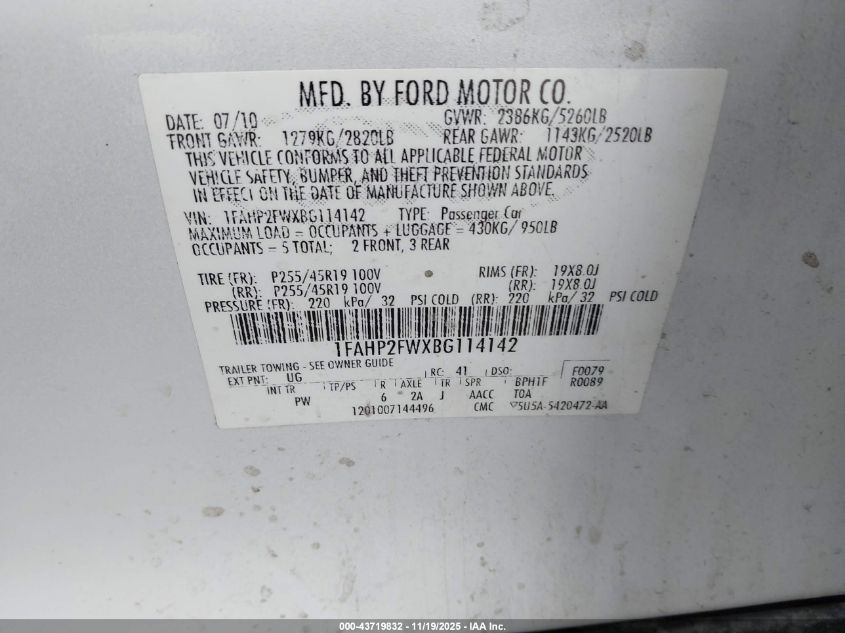 MFD. BY FORD MOTOR CO.
DATE: 07/10 GVWR: 2386KG/5260LB
FRONT GAWR: 1279KG/2820LB REAR GAWR: 1143KG/2520LB
THIS VEHICLE CONFORMS TO ALL APPLICABLE FEDERAL MOTOR
VEHICLE SAFETY, BUMPER, AND THEFT PREVENTION STANDARDS
IN EFFECT ON THE DATE OF MANUFACTURE SHOWN ABOVE.
VIN: 1FAHP2FWXBG114142 TYPE: Passenger Car
MAXIMUM LOAD = OCCUPANTS + LUGGAGE = 430KG/ 950LB
OCCUPANTS = 5 TOTAL; 2 FRONT, 3 REAR
TIRE (FR): P255/45R19 100V RIMS (FR): 19X8.0J
(RR): P255/45R19 100V (RR): 19X8.0J
PRESSURE (FR): 220 kPa/ 32 PSI COLD (RR): 220 kPa/ 32 PSI COLD
1FAHP2FWXBG114142
TRAILER TOWING - SEE OWNER GUIDE
EXT PNT: UG RC: 41 DSO: F0079
INT TR TP/PS R AXLE TR SPR BPHTF R0089
PW 6 2A J AACC TOA
1201007144496 CMC 5U5A-5420472-AA
000-43719832 - 11/19/2025 - IAA Inc.